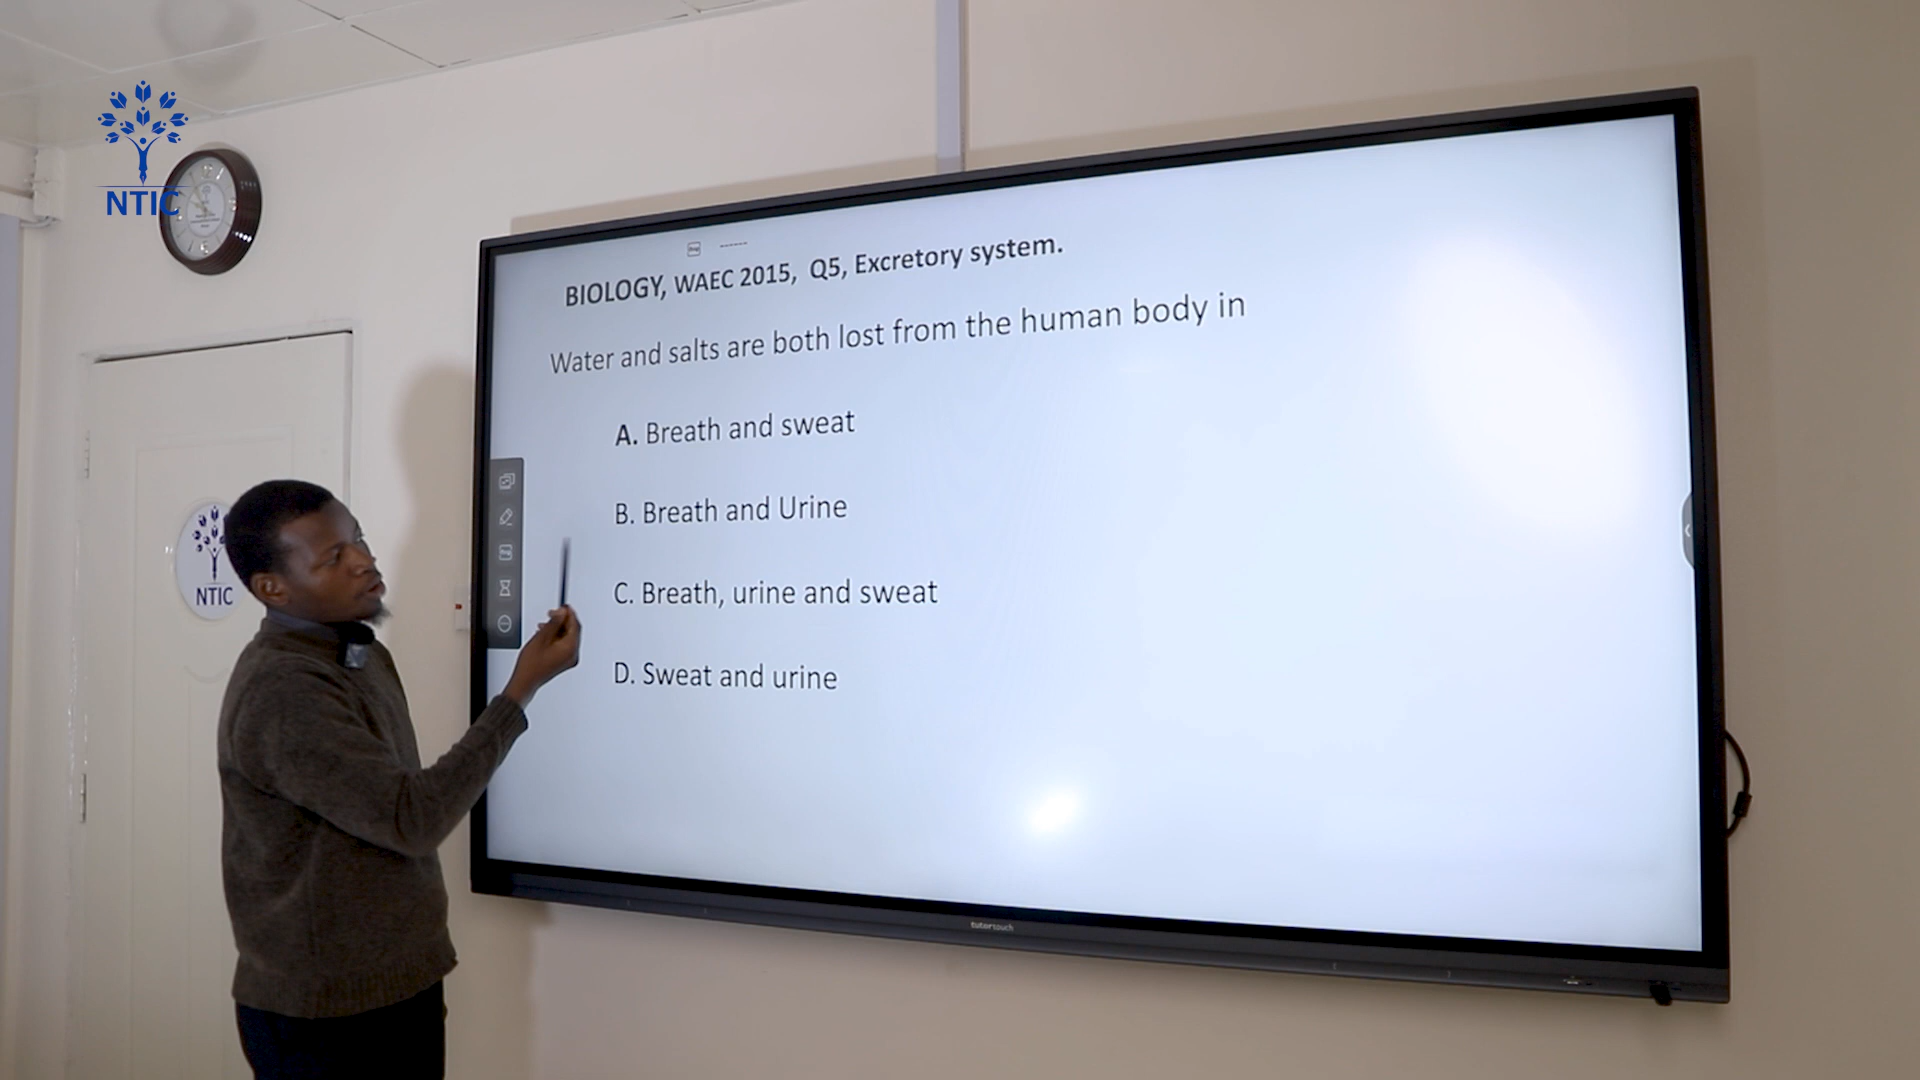 NTIC
BIOLOGY, WAEC 2015, Q5, Excretory system.
Water and salts are both lost from the human body in
A. Breath and sweat
B. Breath and Urine
C. Breath, urine and sweat
D. Sweat and urine
NTIC
tutortouch